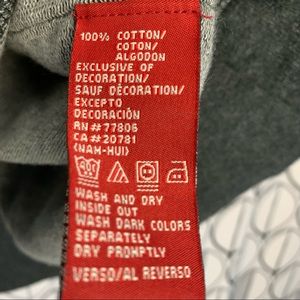 100% COTTON/
COTON/
ALGODON
EXCLUSIVE OF
DECORATION/
SAUF DÉCORATION/
EXCEPTO
DECORACIÓN
RN#77806
CA#20781
(NAM-HUI)
WASH AND DRY
INSIDE OUT
WASH DARK COLORS
SEPARATELY
DRY PROMPTLY
VERSO/AL REVERSO